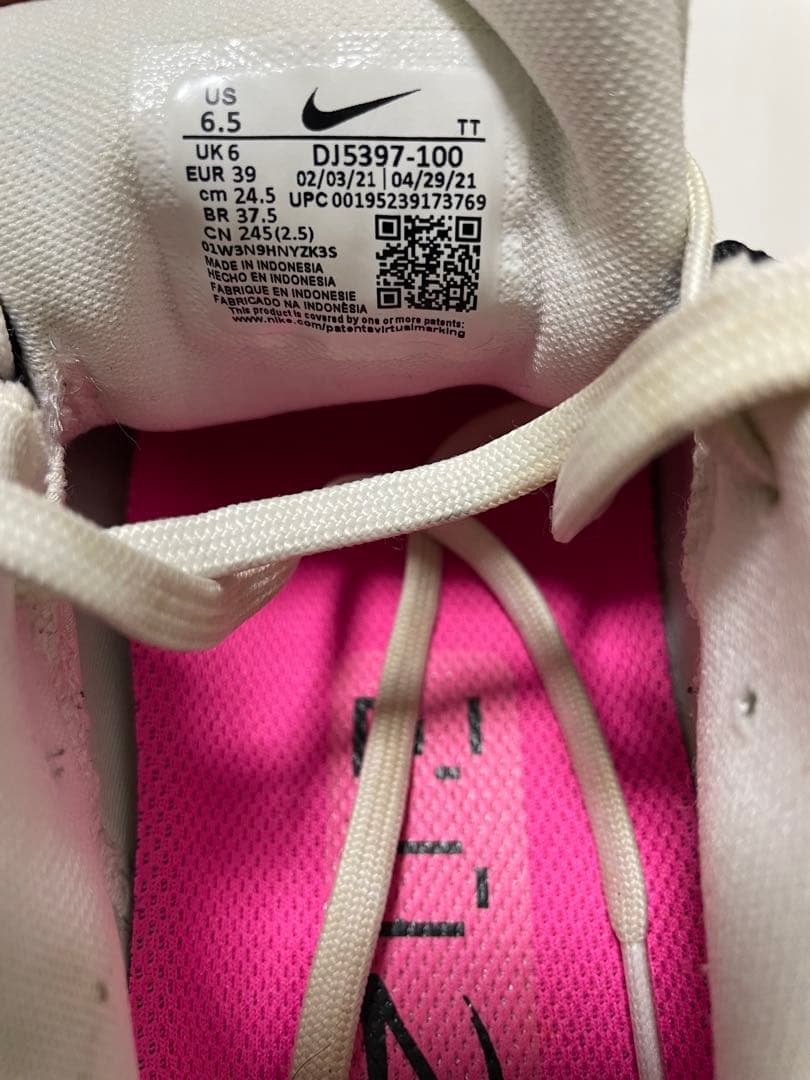 US
6.5
TT
UK 6
DJ5397-100
EUR 39
02/03/21 | 04/29/21
cm 24.5
UPC 00195239173769
BR 37.5
CN 245(2.5)
01W3N9HNYZK3S
MADE IN INDONESIA
HECHO EN INDONESIA
FABRIQUE EN INDONESIE
FABRICADO NA INDONÉSIA
This product is covered by one or more patents:
www.nike.com/patentsvirtualmarking